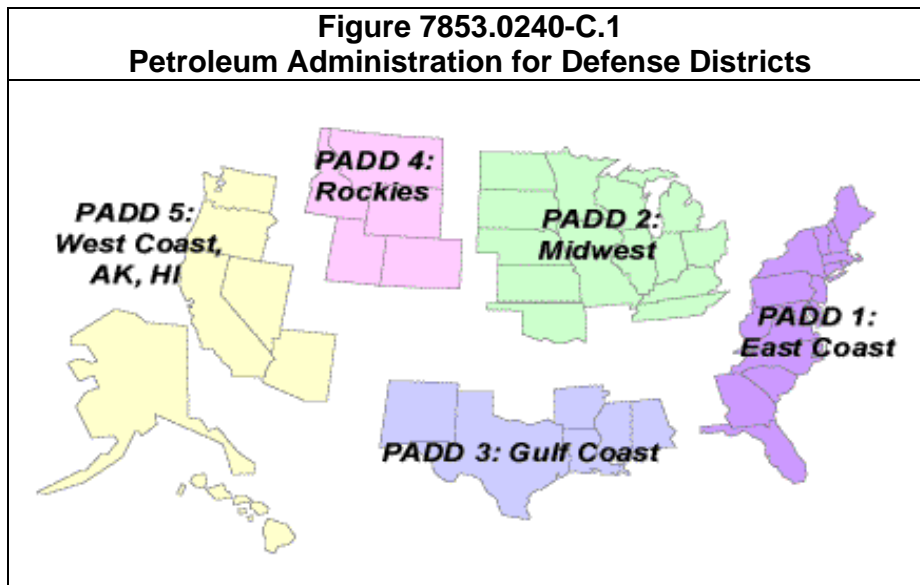 Figure 7853.0240-C.1
Petroleum Administration for Defense Districts
PADD 4:
Rockies
PADD 5:
West Coast,
AK, HI
PADD 2:
Midwest
PADD 1:
East Coast
PADD 3: Gulf Coast